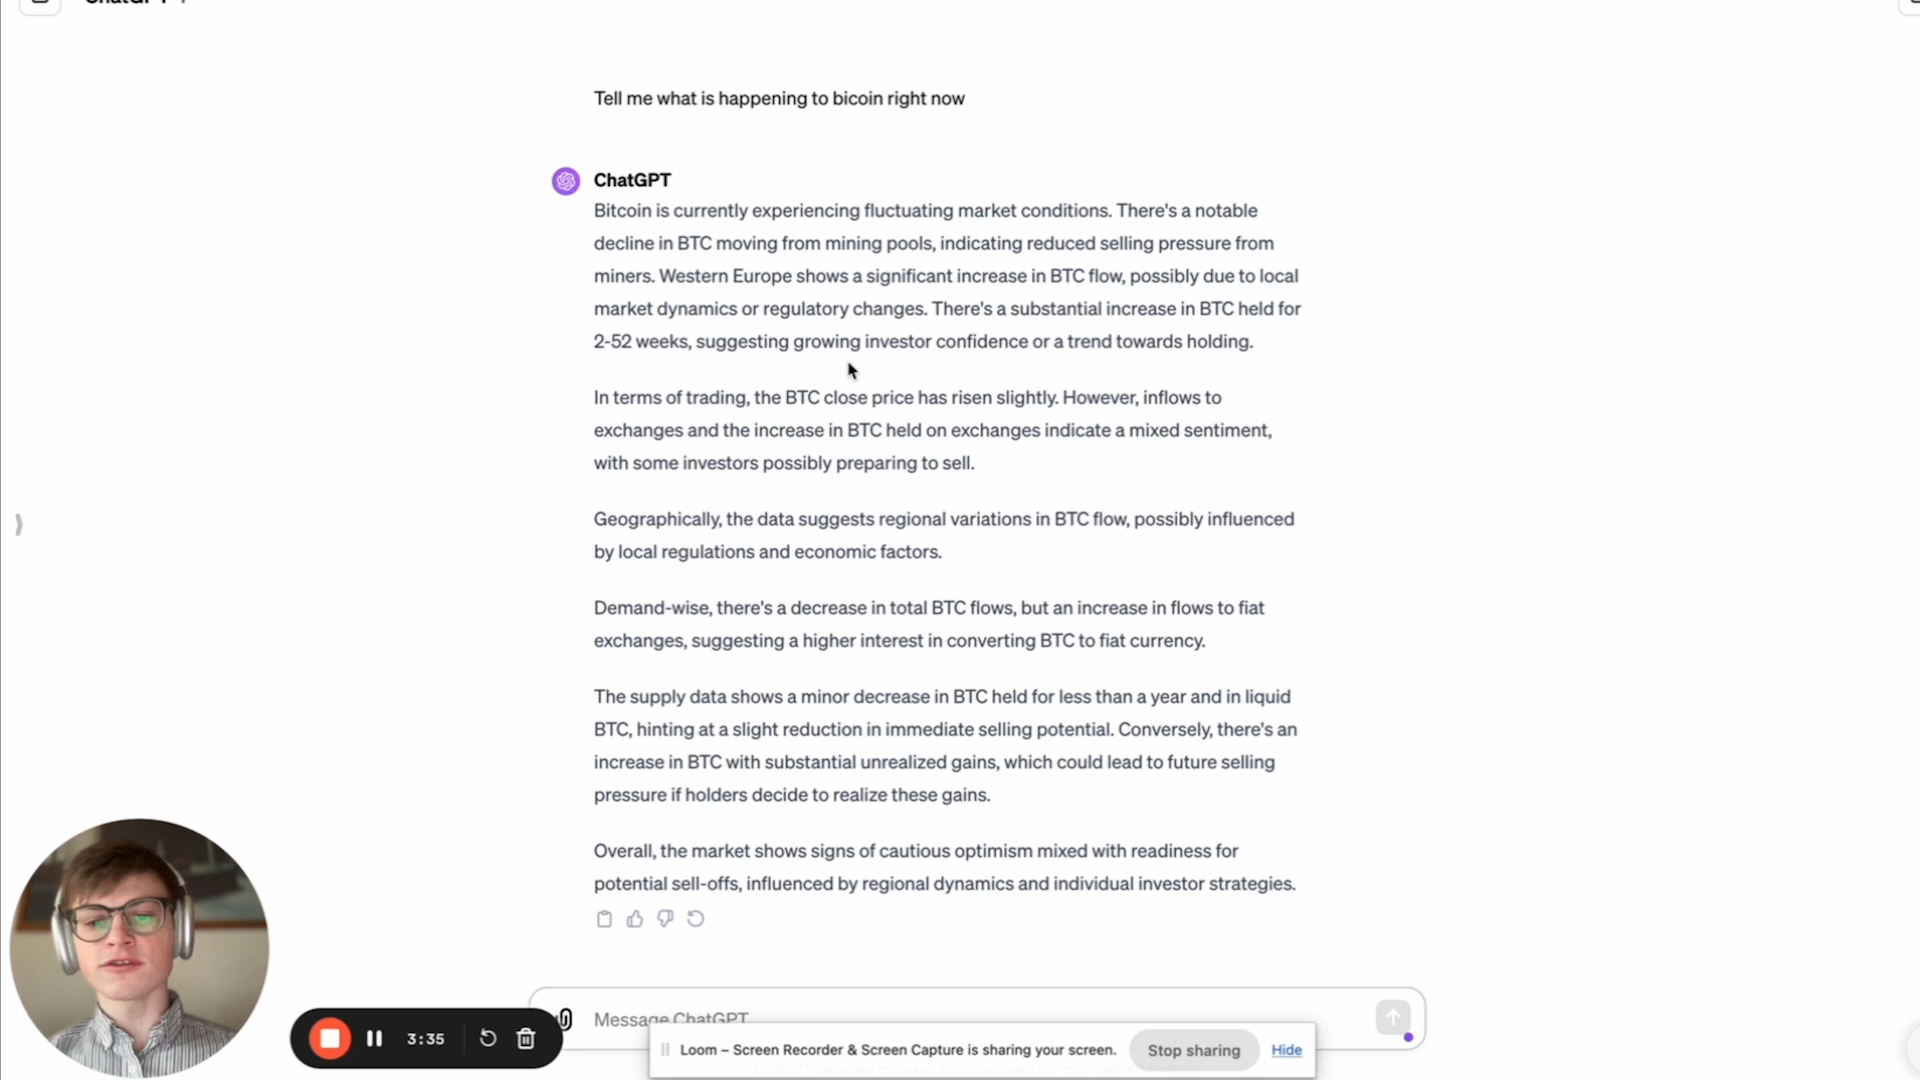 Tell me what is happening to bicoin right now
ChatGPT
Bitcoin is currently experiencing fluctuating market conditions. There's a notable
decline in BTC moving from mining pools, indicating reduced selling pressure from
miners. Western Europe shows a significant increase in BTC flow, possibly due to local
market dynamics or regulatory changes. There's a substantial increase in BTC held for
2-52 weeks, suggesting growing investor confidence or a trend towards holding.
In terms of trading, the BTC close price has risen slightly. However, inflows to
exchanges and the increase in BTC held on exchanges indicate a mixed sentiment,
with some investors possibly preparing to sell.
Geographically, the data suggests regional variations in BTC flow, possibly influenced
by local regulations and economic factors.
Demand-wise, there's a decrease in total BTC flows, but an increase in flows to fiat
exchanges, suggesting a higher interest in converting BTC to fiat currency.
The supply data shows a minor decrease in BTC held for less than a year and in liquid
BTC, hinting at a slight reduction in immediate selling potential. Conversely, there's an
increase in BTC with substantial unrealized gains, which could lead to future selling
pressure if holders decide to realize these gains.
Overall, the market shows signs of cautious optimism mixed with readiness for
potential sell-offs, influenced by regional dynamics and individual investor strategies.
Message ChatGPT
3:35
Loom – Screen Recorder & Screen Capture is sharing your screen. Stop sharing Hide